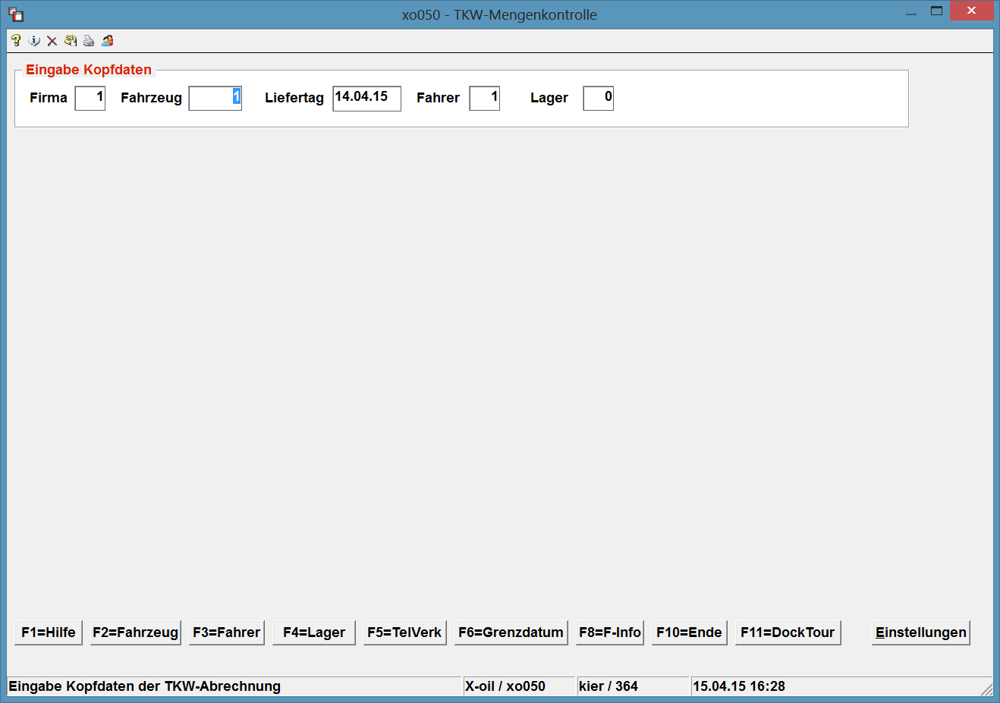 xo050 - TKW-Mengenkontrolle
Eingabe Kopfdaten
Firma 1 Fahrzeug 1 Liefertag 14.04.15 Fahrer 1 Lager 0
F1=Hilfe F2=Fahrzeug F3=Fahrer F4=Lager F5=TelVerk F6=Grenzdatum F8=F-Info F10=Ende F11=DockTour Einstellungen
Eingabe Kopfdaten der TKW-Abrechnung X-oil / xo050 kier / 364 15.04.15 16:28